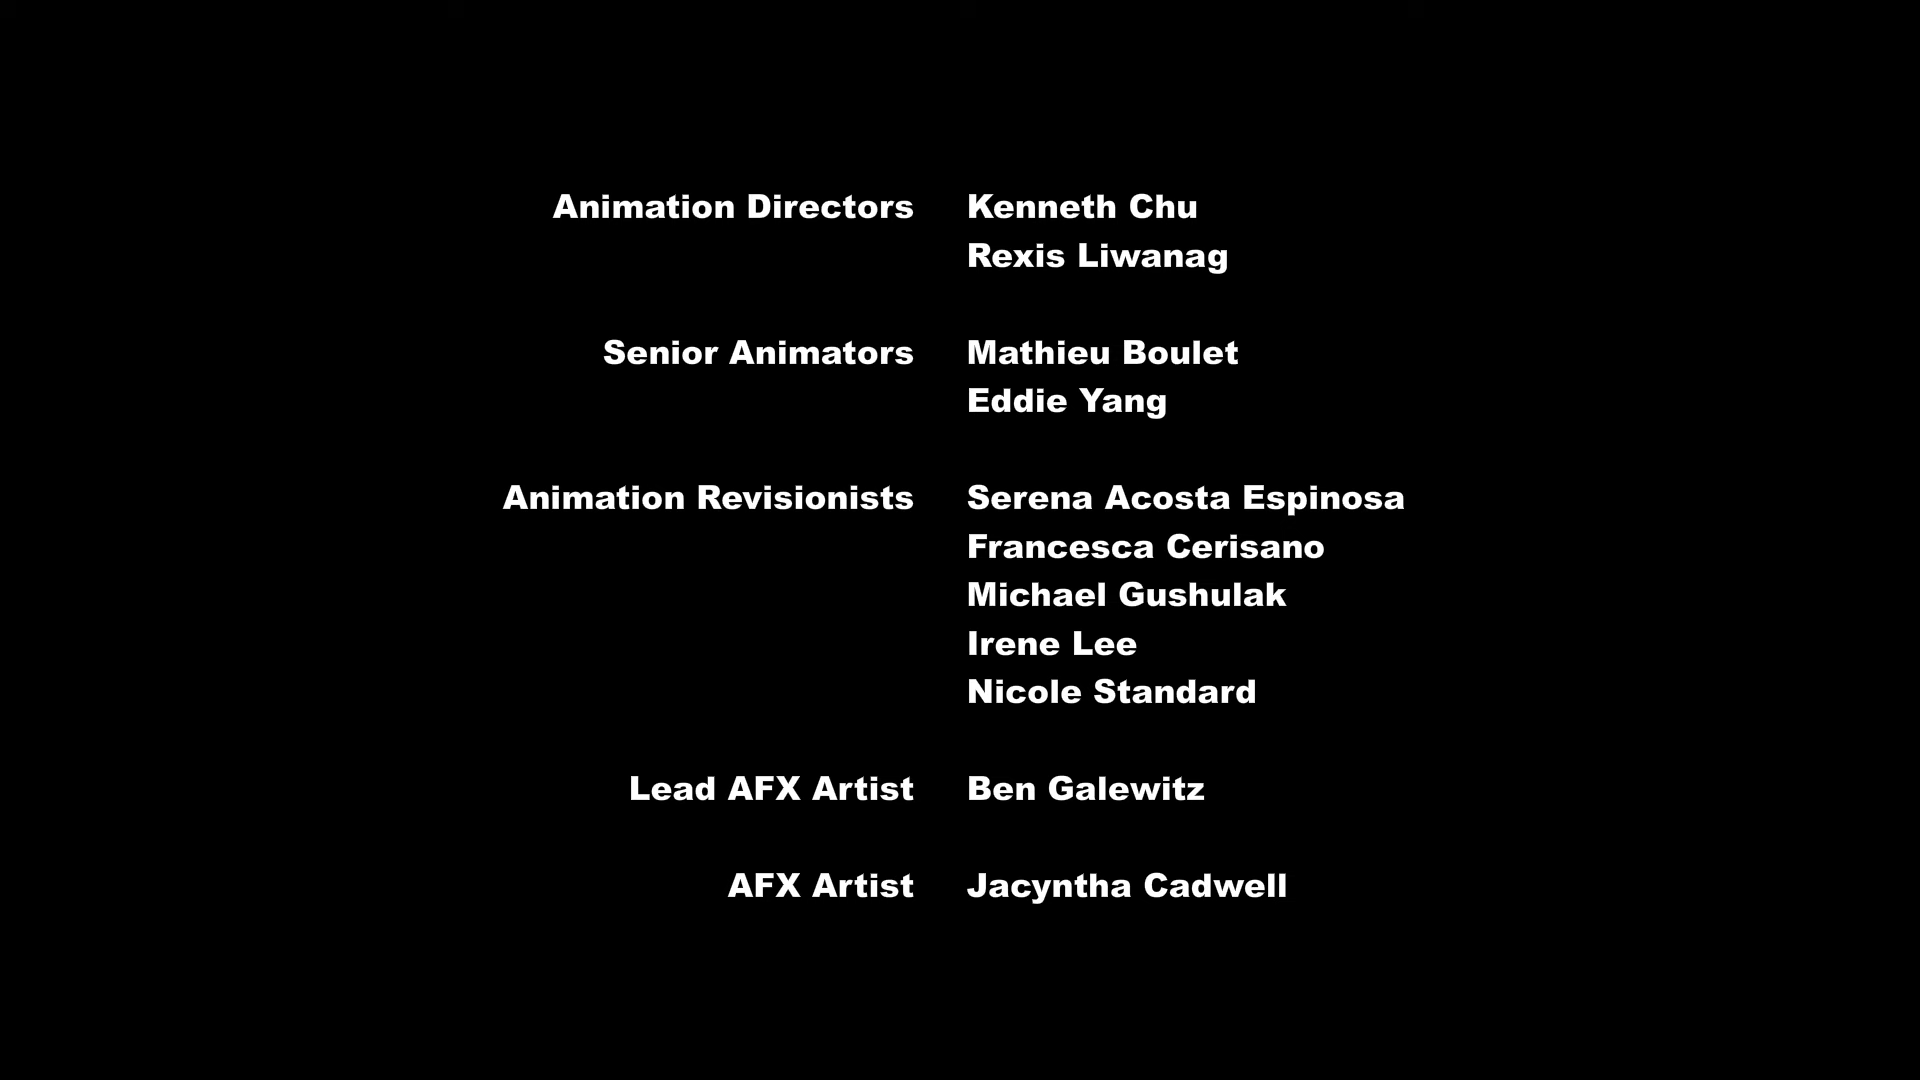 Animation Directors Kenneth Chu
Rexis Liwanag
Senior Animators Mathieu Boulet
Eddie Yang
Animation Revisionists Serena Acosta Espinosa
Francesca Cerisano
Michael Gushulak
Irene Lee
Nicole Standard
Lead AFX Artist Ben Galewitz
AFX Artist Jacyntha Cadwell